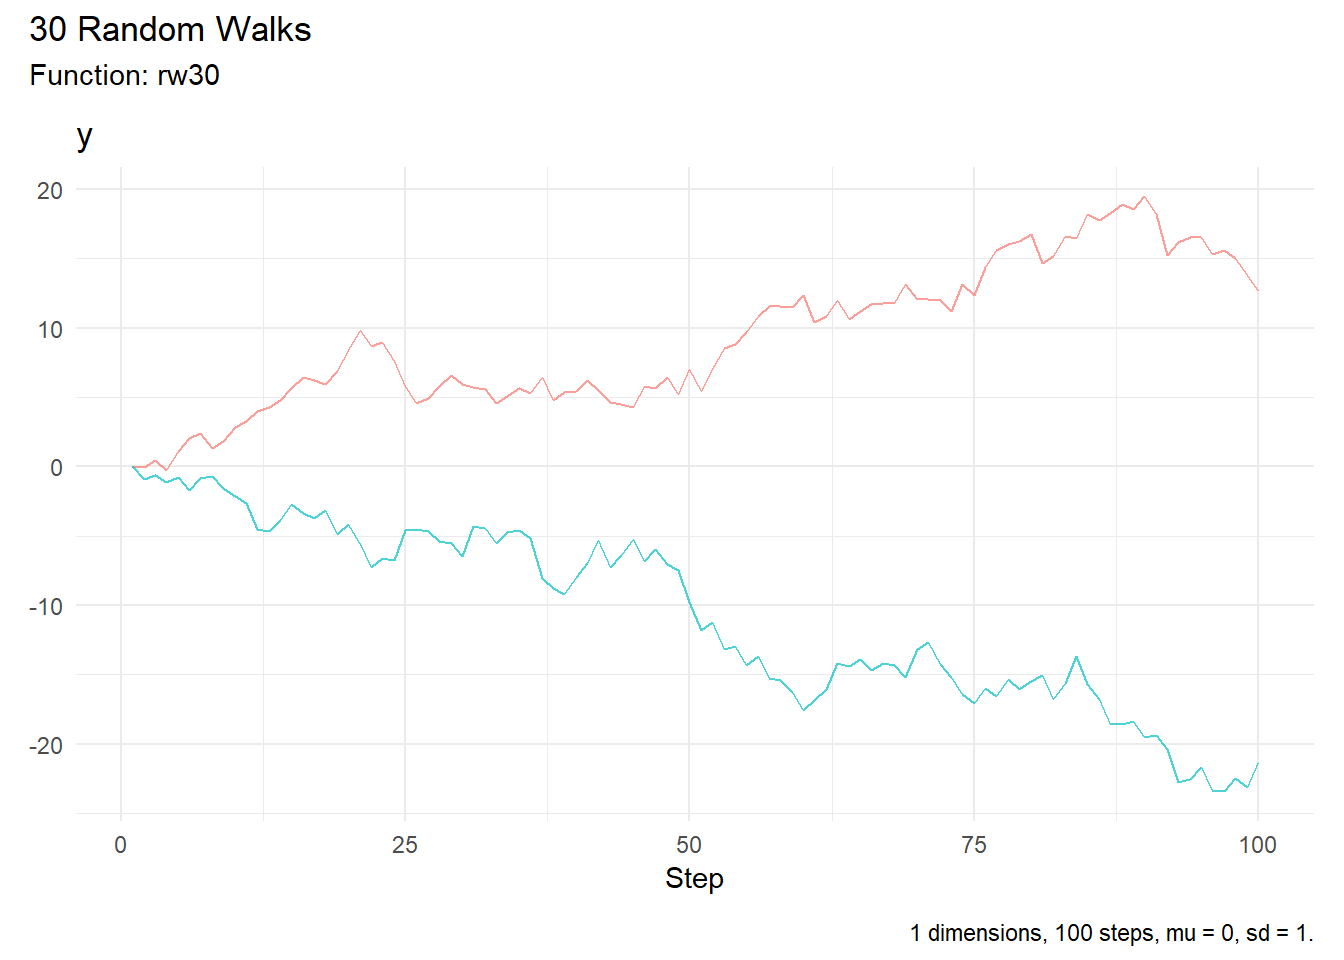 30 Random Walks
Function: rw30
y
20
10
0
-10
-20
0 25 50 75 100
Step
1 dimensions, 100 steps, mu = 0, sd = 1.